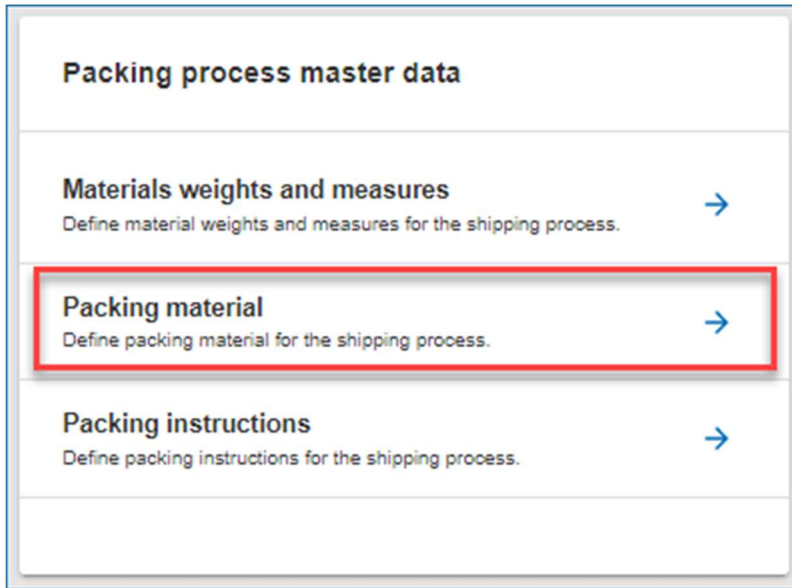 Packing process master data
Materials weights and measures
Define material weights and measures for the shipping process.
Packing material
Define packing material for the shipping process.
Packing instructions
Define packing instructions for the shipping process.